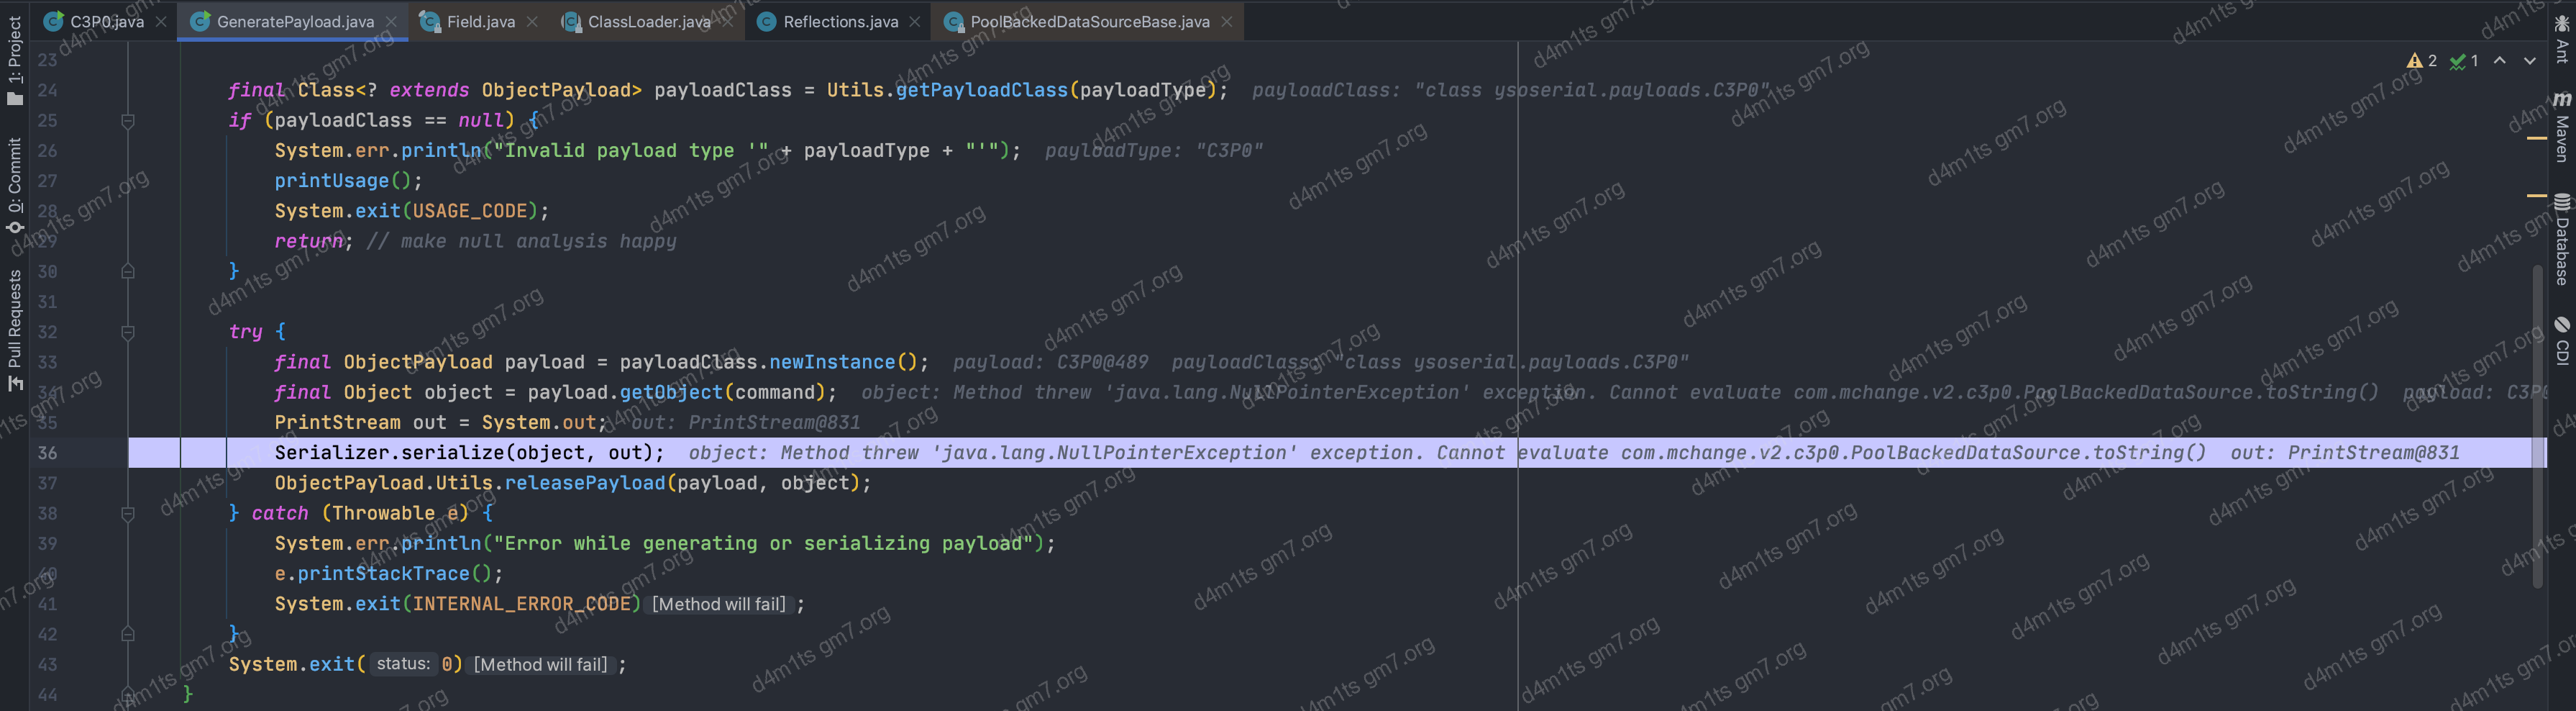 C3P0.java GeneratePayload.java Field.java ClassLoader.java Reflections.java PoolBackedDataSourceBase.java
1: Project
0: Commit
Pull Requests
Ant
Maven
Database
CDI
2 1
23
24 final Class<? extends ObjectPayload> payloadClass = Utils.getPayloadClass(payloadType); payloadClass: "class ysoserial.payloads.C3P0"
25 if (payloadClass == null) {
26 System.err.println("Invalid payload type '" + payloadType + "'"); payloadType: "C3P0"
27 printUsage();
28 System.exit(USAGE_CODE);
29 return; // make null analysis happy
30 }
31
32 try {
33 final ObjectPayload payload = payloadClass.newInstance(); payload: C3P0@489 payloadClass: "class ysoserial.payloads.C3P0"
34 final Object object = payload.getObject(command); object: Method threw 'java.lang.NullPointerException' exception. Cannot evaluate com.mchange.v2.c3p0.PoolBackedDataSource.toString() payload: C3P0
35 PrintStream out = System.out; out: PrintStream@831
36 Serializer.serialize(object, out); object: Method threw 'java.lang.NullPointerException' exception. Cannot evaluate com.mchange.v2.c3p0.PoolBackedDataSource.toString() out: PrintStream@831
37 ObjectPayload.Utils.releasePayload(payload, object);
38 } catch (Throwable e) {
39 System.err.println("Error while generating or serializing payload");
40 e.printStackTrace();
41 System.exit(INTERNAL_ERROR_CODE) [Method will fail] ;
42 }
43 System.exit( status: 0) [Method will fail] ;
44 }
d4m1ts gm7.org